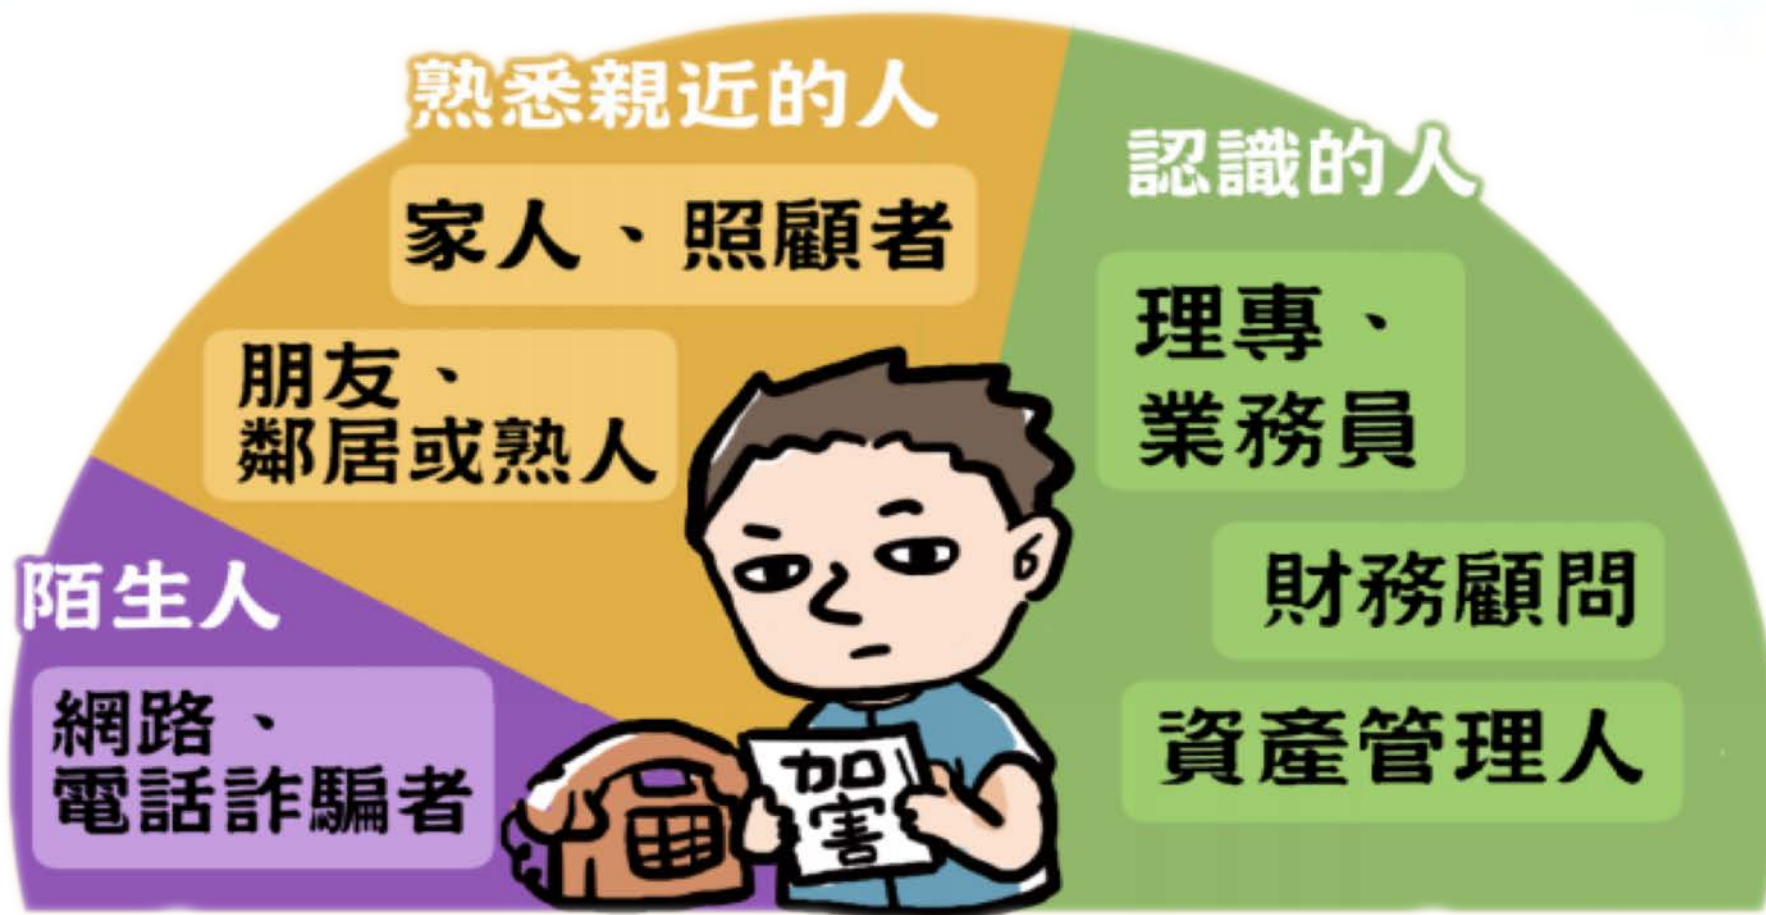 熟悉親近的人
家人、照顧者
朋友、
鄰居或熟人
認識的人
理專、
業務員
財務顧問
資產管理人
陌生人
網路、
電話詐騙者
加
害